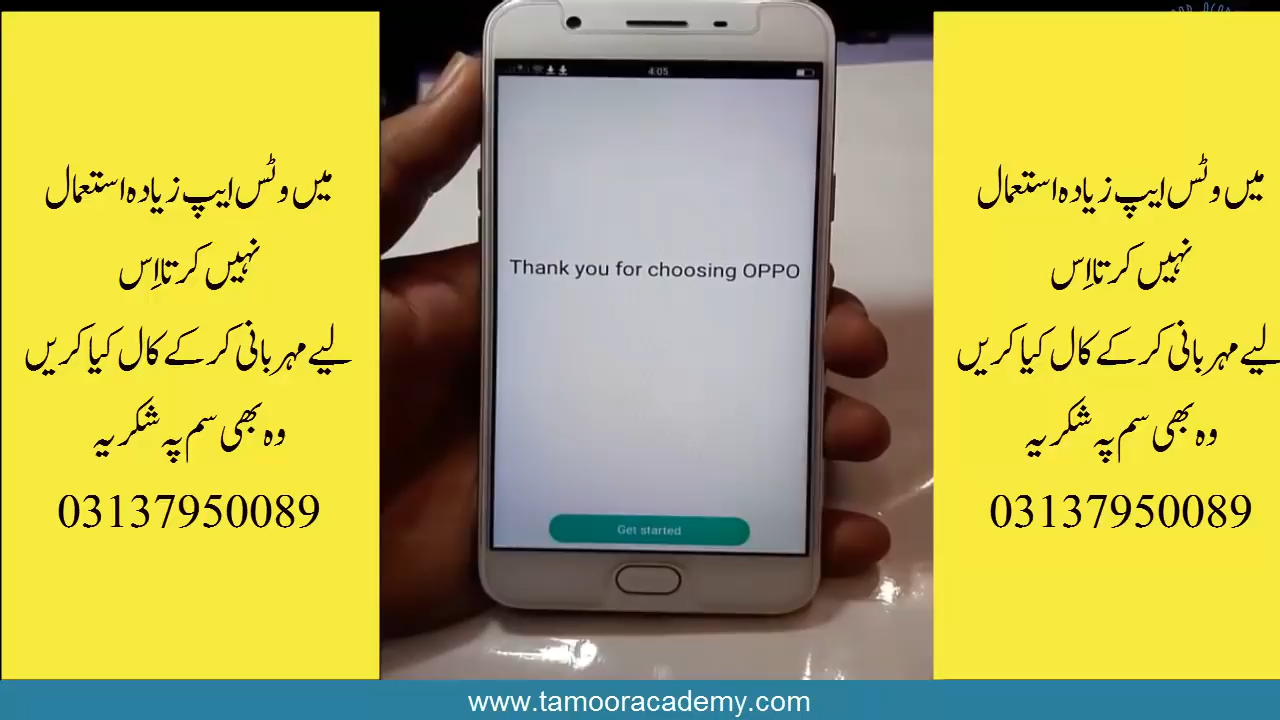 میں وٹس ایپ زیادہ استعمال
نہیں کرتا اِس
لیے مہربانی کر کے کال کیا کریں
وہ بھی سم پہ شکریہ
03137950089
4:05
Thank you for choosing OPPO
Get started
میں وٹس ایپ زیادہ استعمال
نہیں کرتا اِس
لیے مہربانی کر کے کال کیا کریں
وہ بھی سم پہ شکریہ
03137950089
www.tamooracademy.com